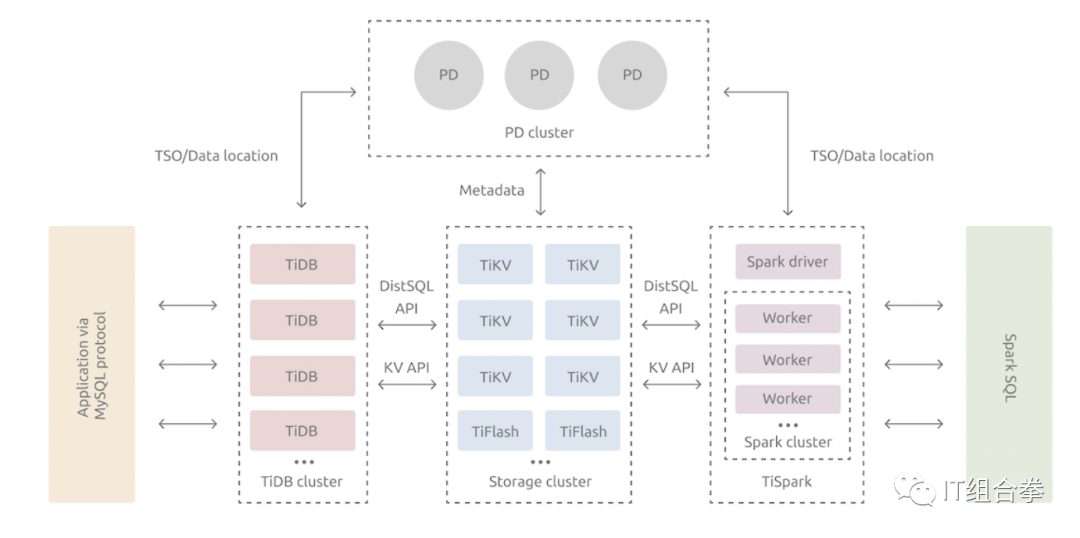 PD PD PD
PD cluster
TSO/Data location
TSO/Data location
Metadata
Application via
MySQL protocol
TiDB
TiDB
TiDB
TiDB
•••
TiDB cluster
DistSQL
API
KV API
TiKV TiKV
TiKV TiKV
TiKV TiKV
TiFlash TiFlash
•••
Storage cluster
DistSQL
API
KV API
Spark driver
Worker
Worker
Worker
•••
Spark cluster
TiSpark
Spark SQL
IT组合拳